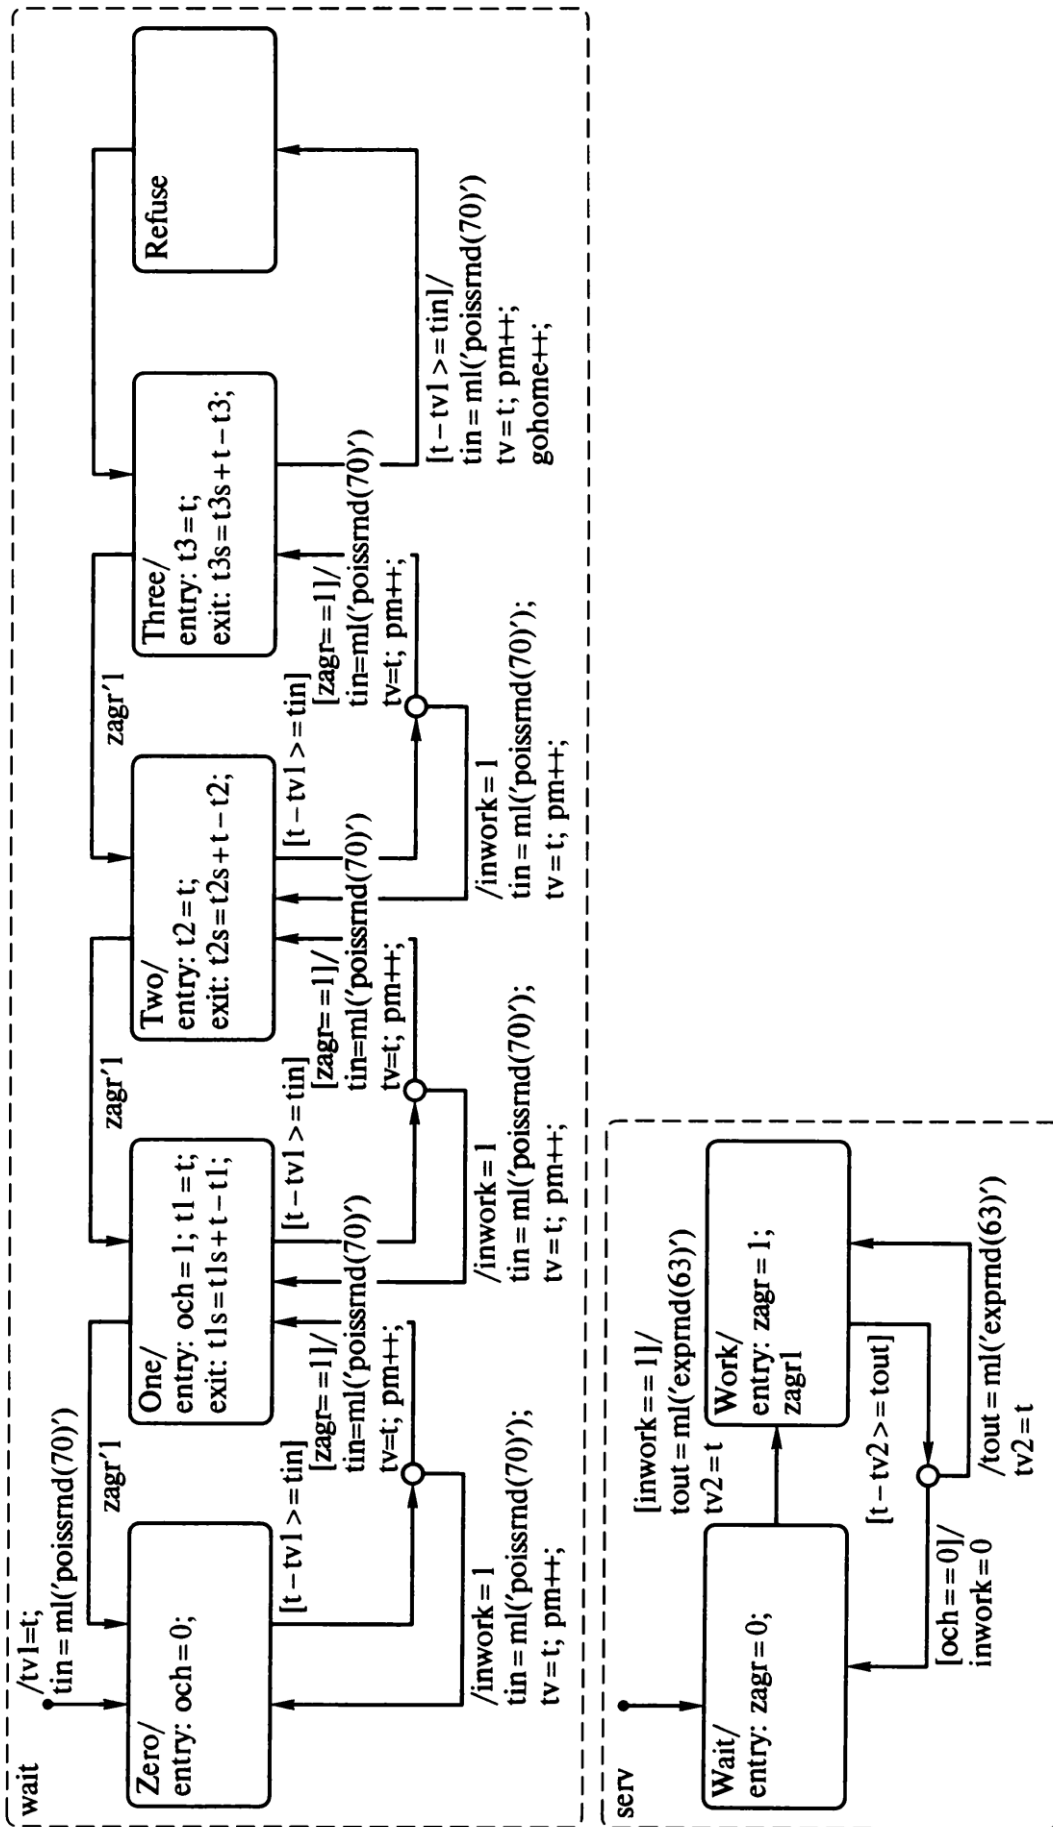 wait
/tv1=t;
tin=ml('poissrnd(70)')
Zero/
entry: och=0;
zagr'1
[t-tv1>=tin]
/inwork=1
tin=ml('poissrnd(70)');
tv=t; pm++;
[zagr==1]/
tin=ml('poissrnd(70)')
tv=t; pm++;
One/
entry: och=1; t1=t;
exit: t1s=t1s+t-t1;
zagr'1
[t-tv1>=tin]
/inwork=1
tin=ml('poissrnd(70)');
tv=t; pm++;
[zagr==1]/
tin=ml('poissrnd(70)')
tv=t; pm++;
Two/
entry: t2=t;
exit: t2s=t2s+t-t2;
zagr'1
[t-tv1>=tin]
/inwork=1
tin=ml('poissrnd(70)');
tv=t; pm++;
[zagr==1]/
tin=ml('poissrnd(70)')
tv=t; pm++;
Three/
entry: t3=t;
exit: t3s=t3s+t-t3;
[t-tv1>=tin]/
tin=ml('poissrnd(70)')
tv=t; pm++;
gohome++;
Refuse
serv
Wait/
entry: zagr=0;
[inwork==1]/
tout=ml('exprnd(63)')
tv2=t
Work/
entry: zagr=1;
zagr1
[t-tv2>=tout]
[och==0]/
inwork=0
/tout=ml('exprnd(63)')
tv2=t